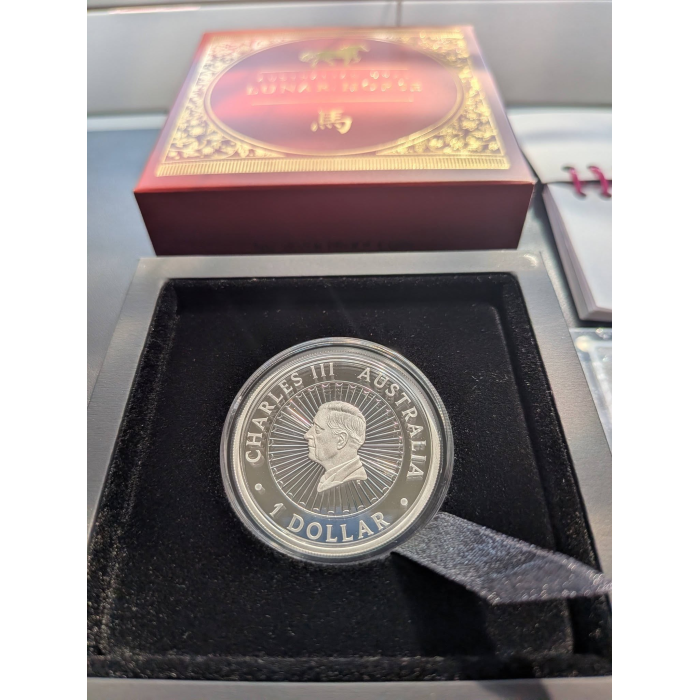 LUNAR HORSE
馬
CHARLES III AUSTRALIA
1 DOLLAR